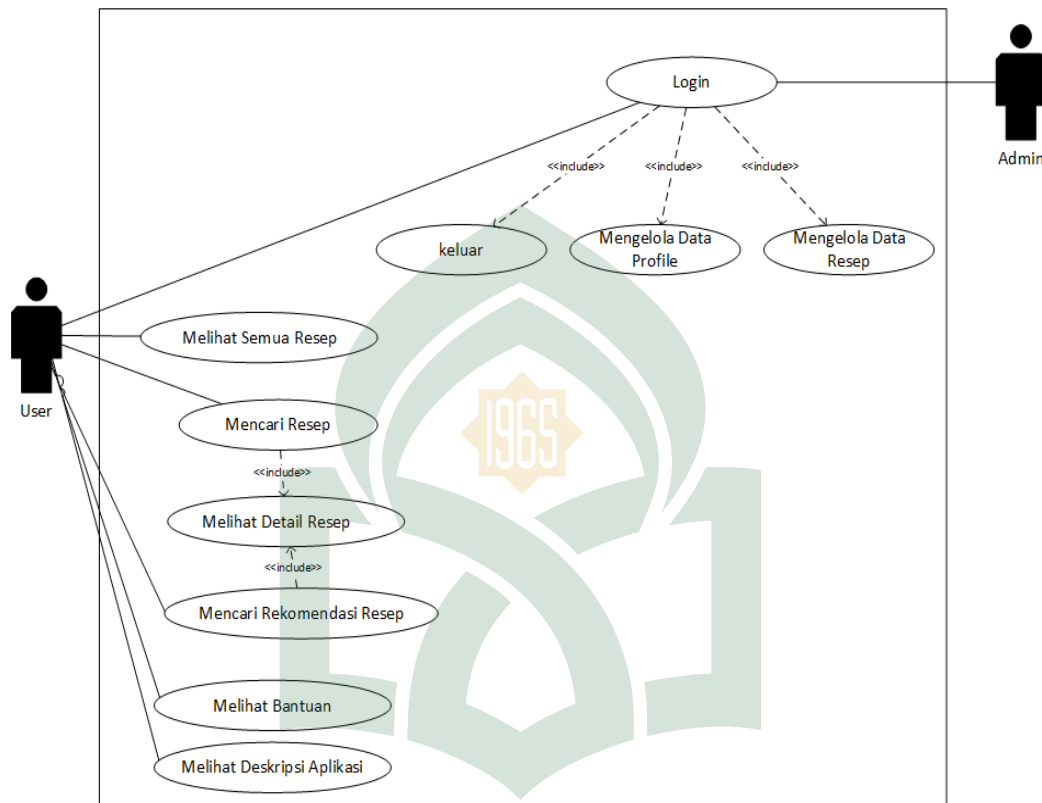 Login
Admin
<<include>>
<<include>>
<<include>>
keluar
Mengelola Data
Profile
Mengelola Data
Resep
User
Melihat Semua Resep
Mencari Resep
1965
<<include>>
Melihat Detail Resep
<<include>>
Mencari Rekomendasi Resep
Melihat Bantuan
Melihat Deskripsi Aplikasi